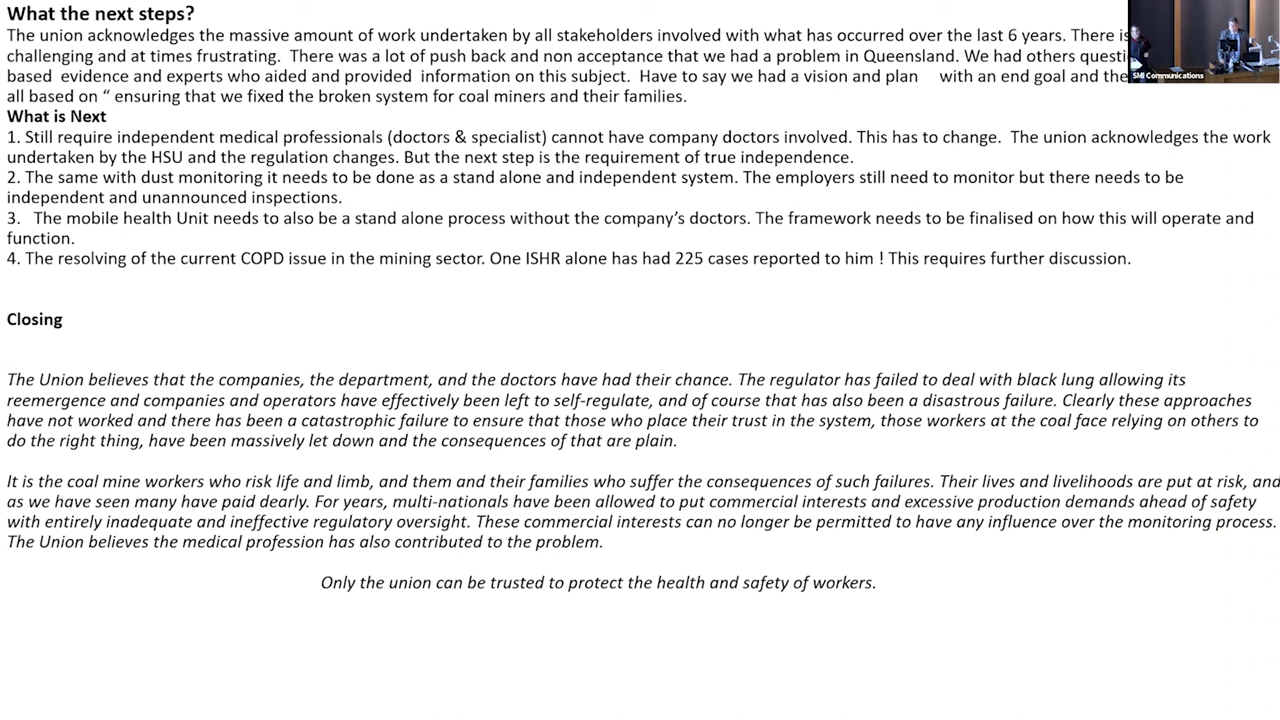 What the next steps?
The union acknowledges the massive amount of work undertaken by all stakeholders involved with what has occurred over the last 6 years. There is
challenging and at times frustrating.  There was a lot of push back and non acceptance that we had a problem in Queensland. We had others
based  evidence and experts who aided and provided  information on this subject.  Have to say we had a vision and plan    with an end goal and
all based on “ ensuring that we fixed the broken system for coal miners and their families.
SMI Communications
What is Next
1. Still require independent medical professionals (doctors & specialist) cannot have company doctors involved. This has to change.  The union acknowledges the work
undertaken by the HSU and the regulation changes. But the next step is the requirement of true independence.
2. The same with dust monitoring it needs to be done as a stand alone and independent system. The employers still need to monitor but there needs to be
independent and unannounced inspections.
3.   The mobile health Unit needs to also be a stand alone process without the company’s doctors. The framework needs to be finalised on how this will operate and
function.
4. The resolving of the current COPD issue in the mining sector. One ISHR alone has had 225 cases reported to him ! This requires further discussion.
Closing
The Union believes that the companies, the department, and the doctors have had their chance. The regulator has failed to deal with black lung allowing its
reemergence and companies and operators have effectively been left to self-regulate, and of course that has also been a disastrous failure. Clearly these approaches
have not worked and there has been a catastrophic failure to ensure that those who place their trust in the system, those workers at the coal face relying on others to
do the right thing, have been massively let down and the consequences of that are plain.
It is the coal mine workers who risk life and limb, and them and their families who suffer the consequences of such failures. Their lives and livelihoods are put at risk, and
as we have seen many have paid dearly. For years, multi-nationals have been allowed to put commercial interests and excessive production demands ahead of safety
with entirely inadequate and ineffective regulatory oversight. These commercial interests can no longer be permitted to have any influence over the monitoring process.
The Union believes the medical profession has also contributed to the problem.
Only the union can be trusted to protect the health and safety of workers.